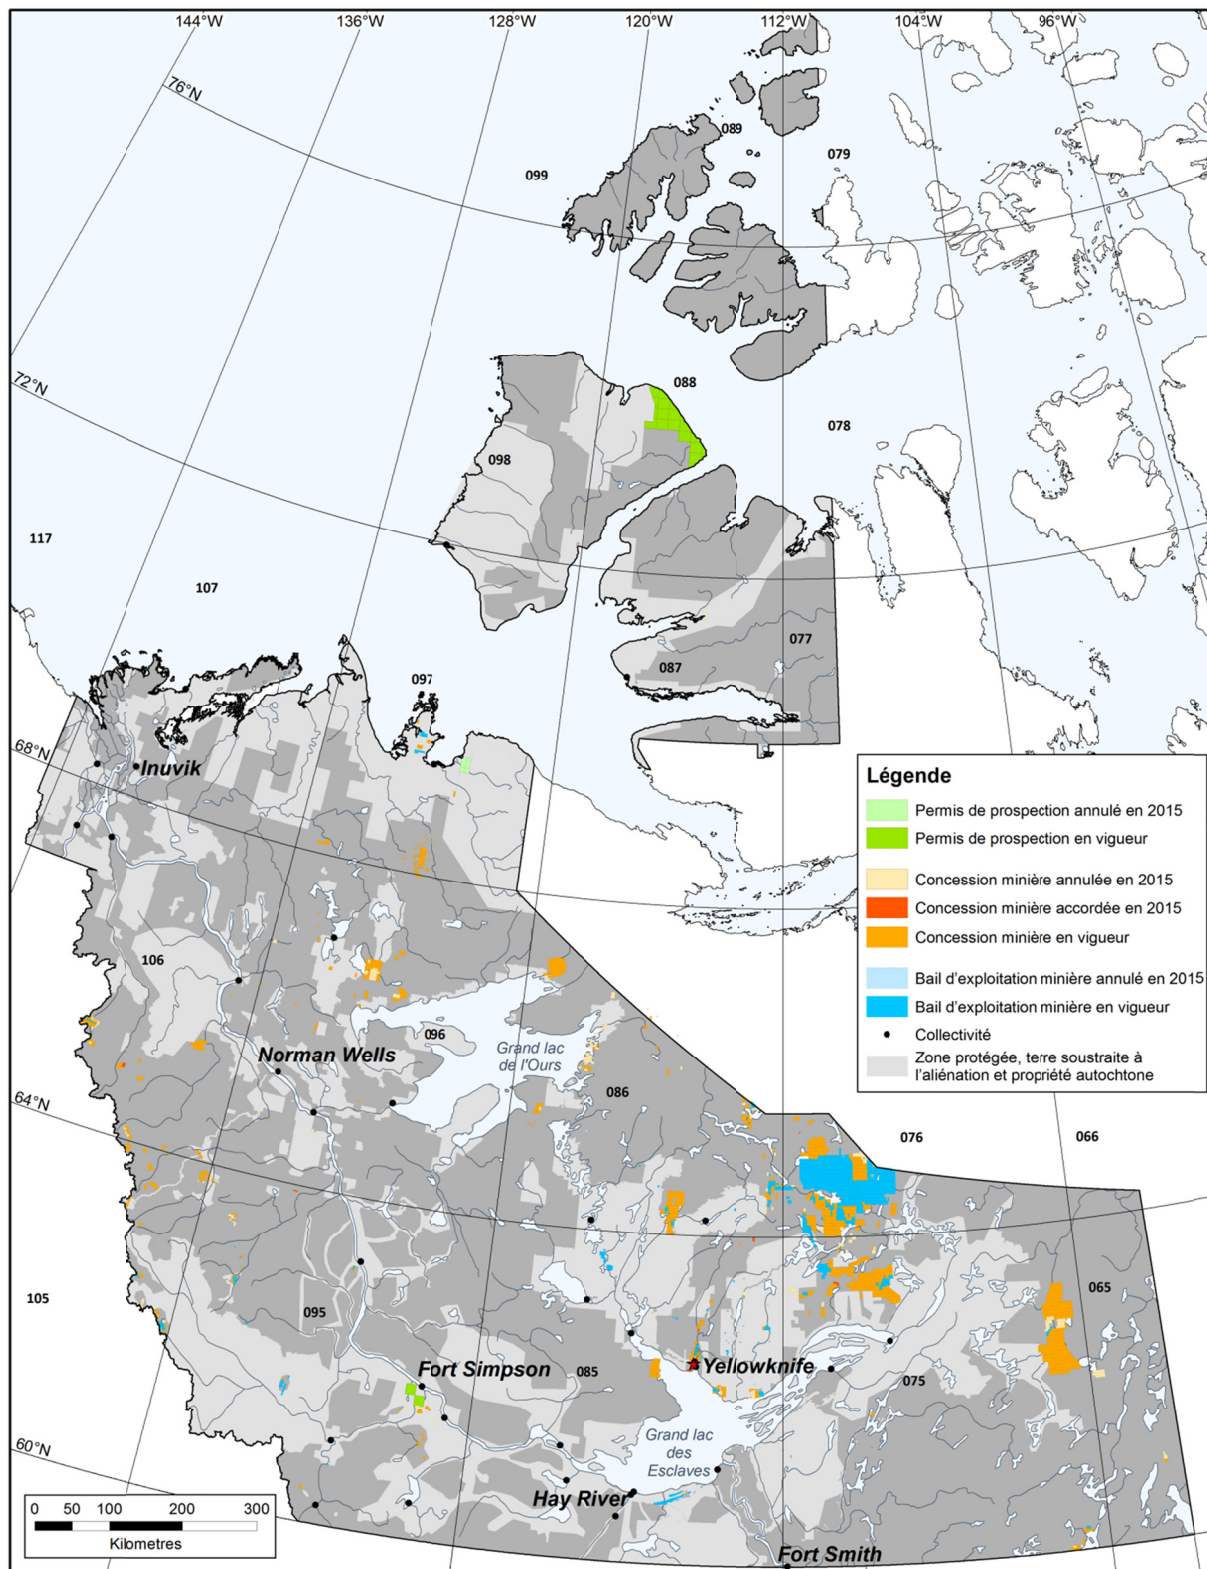 144°W
136°W
128°W
120°W
112°W
104°W
96°W
76°N
089
079
099
72°N
088
078
098
117
107
077
087
097
68°N
Inuvik
Légende
Permis de prospection annulé en 2015
Permis de prospection en vigueur
Concession minière annulée en 2015
Concession minière accordée en 2015
Concession minière en vigueur
Bail d'exploitation minière annulé en 2015
Bail d'exploitation minière en vigueur
Collectivité
Zone protégée, terre soustraite à
l'aliénation et propriété autochtone
106
096
Norman Wells
Grand lac
de l'Ours
086
64°N
076
066
105
095
065
Fort Simpson
085
Yellowknife
075
60°N
Grand lac
des
Esclaves
Hay River
Fort Smith
0 50 100 200 300
Kilometres